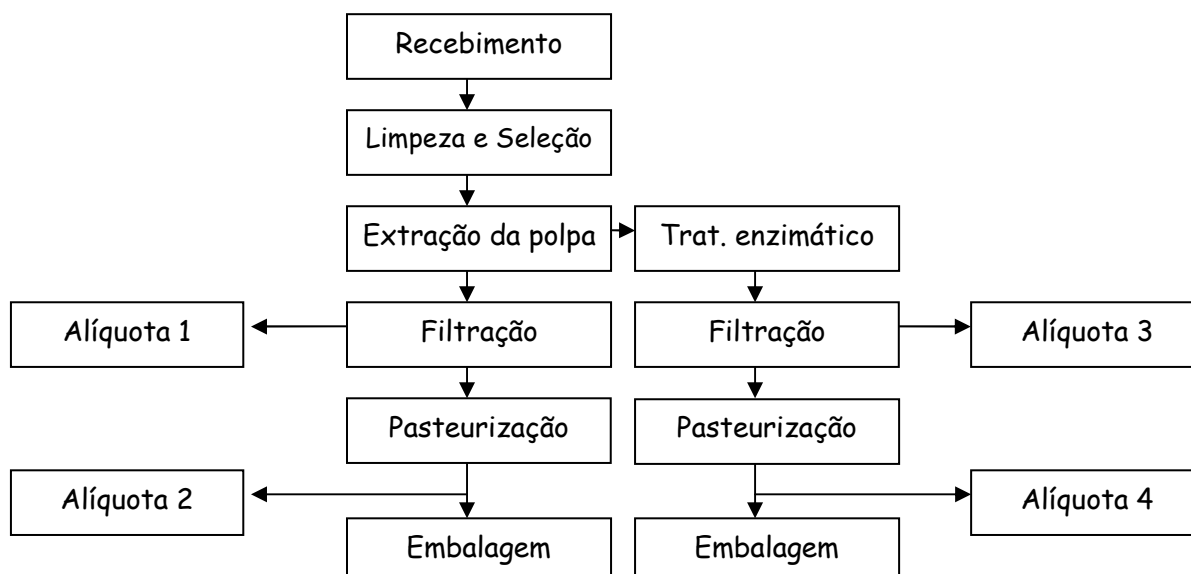 Recebimento
Limpeza e Seleção
Extração da polpa
Trat. enzimático
Alíquota 1
Filtração
Filtração
Alíquota 3
Pasteurização
Pasteurização
Alíquota 2
Alíquota 4
Embalagem
Embalagem